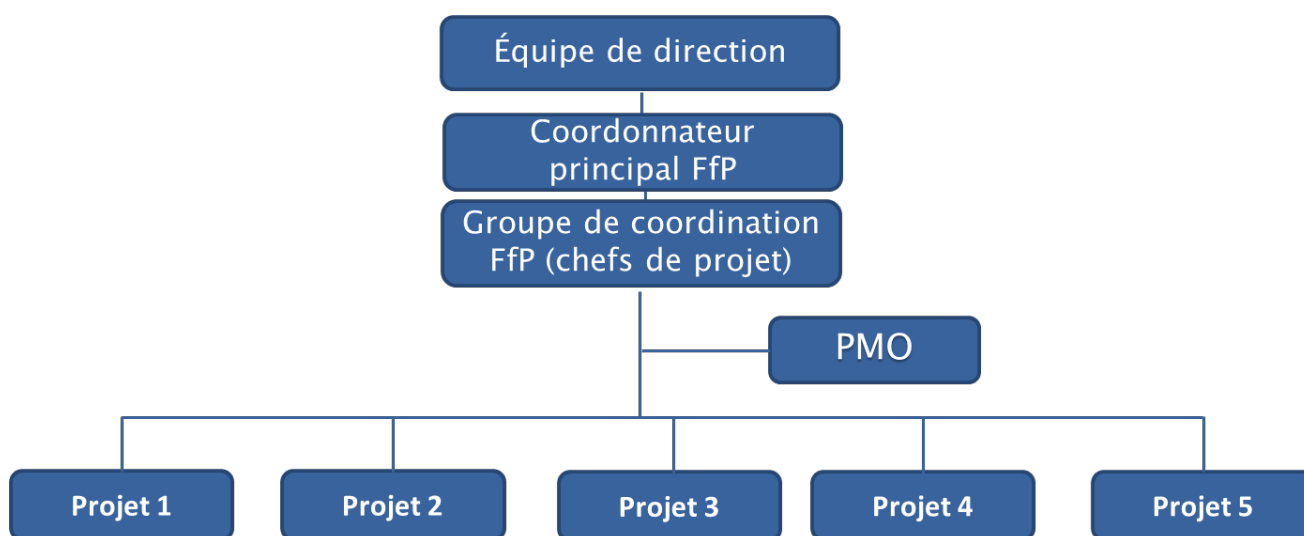 Équipe de direction
Coordonnateur
principal FfP
Groupe de coordination
FfP (chefs de projet)
PMO
Projet 1
Projet 2
Projet 3
Projet 4
Projet 5